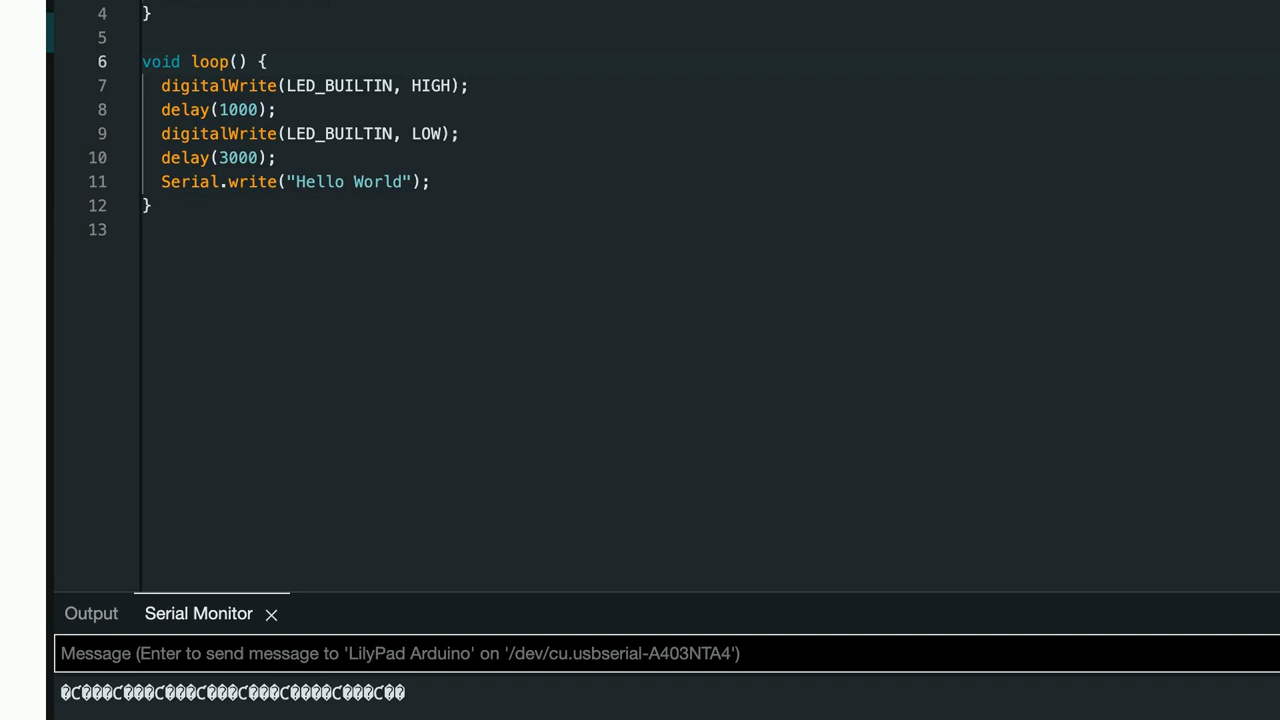 4 }
5
6 void loop() {
7 digitalWrite(LED_BUILTIN, HIGH);
8 delay(1000);
9 digitalWrite(LED_BUILTIN, LOW);
10 delay(3000);
11 Serial.write("Hello World");
12 }
13
Output Serial Monitor ×
Message (Enter to send message to 'LilyPad Arduino' on '/dev/cu.usbserial-A403NTA4')
�C���C���C���C���C���C����C���C��